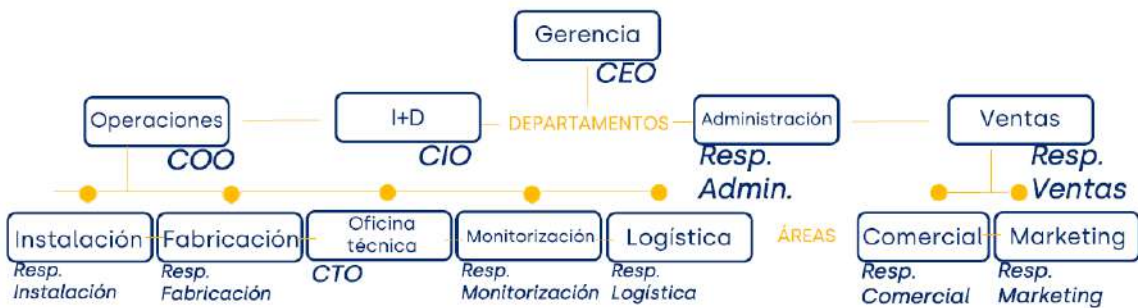 Gerencia
CEO
Operaciones
COO
I+D
CIO
DEPARTAMENTOS
Administración
Resp.
Admin.
Ventas
Resp.
Ventas
Instalación
Resp.
Instalación
Fabricación
Resp.
Fabricación
Oficina
técnica
CTO
Monitorización
Resp.
Monitorización
Logística
Resp.
Logística
ÁREAS
Comercial
Resp.
Comercial
Marketing
Resp.
Marketing